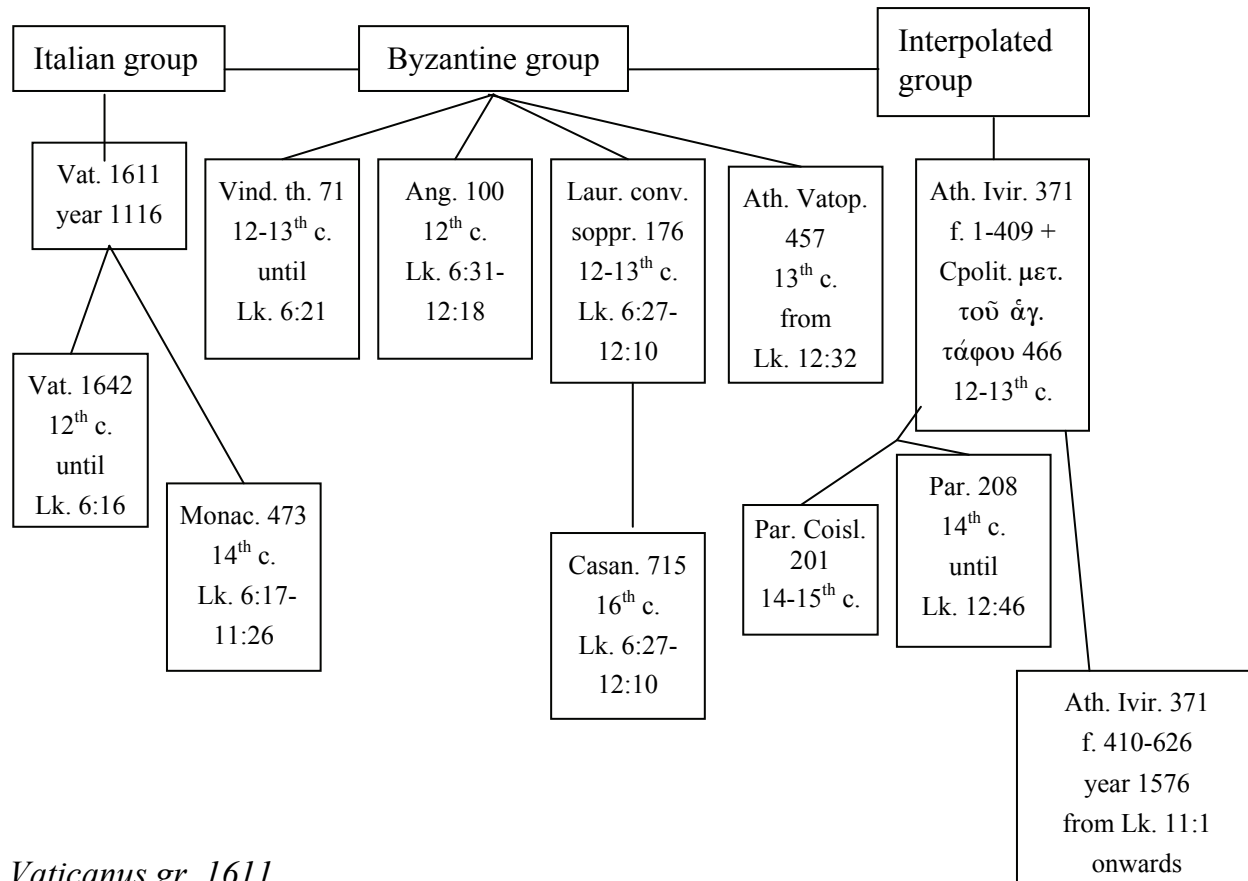 Italian group
Byzantine group
Interpolated
group
Vat. 1611
year 1116
Vind. th. 71
12-13th c.
until
Lk. 6:21
Ang. 100
12th c.
Lk. 6:31-
12:18
Laur. conv.
soppr. 176
12-13th c.
Lk. 6:27-
12:10
Ath. Vatop.
457
13th c.
from
Lk. 12:32
Ath. Ivir. 371
f. 1-409 +
Cpolit. μετ.
τοῦ ἁγ.
τάφου 466
12-13th c.
Vat. 1642
12th c.
until
Lk. 6:16
Monac. 473
14th c.
Lk. 6:17-
11:26
Casan. 715
16th c.
Lk. 6:27-
12:10
Par. Coisl.
201
14-15th c.
Par. 208
14th c.
until
Lk. 12:46
Ath. Ivir. 371
f. 410-626
year 1576
from Lk. 11:1
onwards
Vaticanus gr. 1611